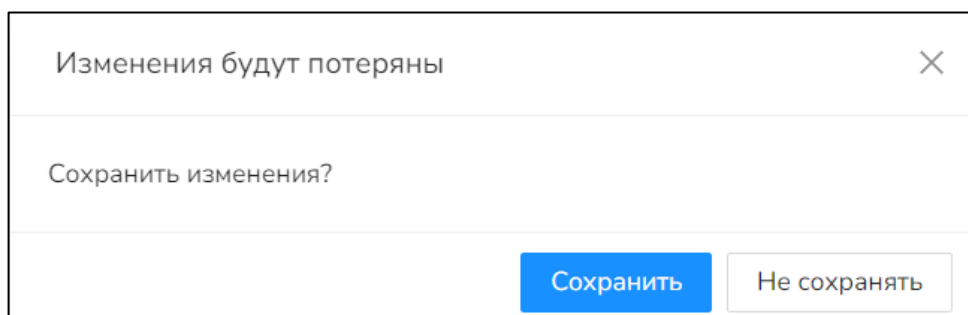 Изменения будут потеряны
Сохранить изменения?
Сохранить
Не сохранять